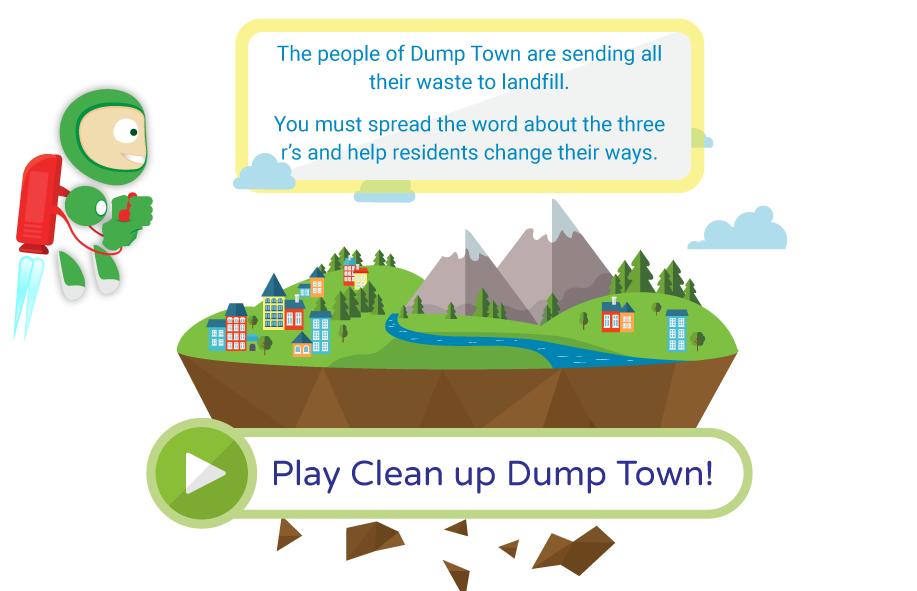 The people of Dump Town are sending all
their waste to landfill.
You must spread the word about the three
r's and help residents change their ways.
Play Clean up Dump Town!